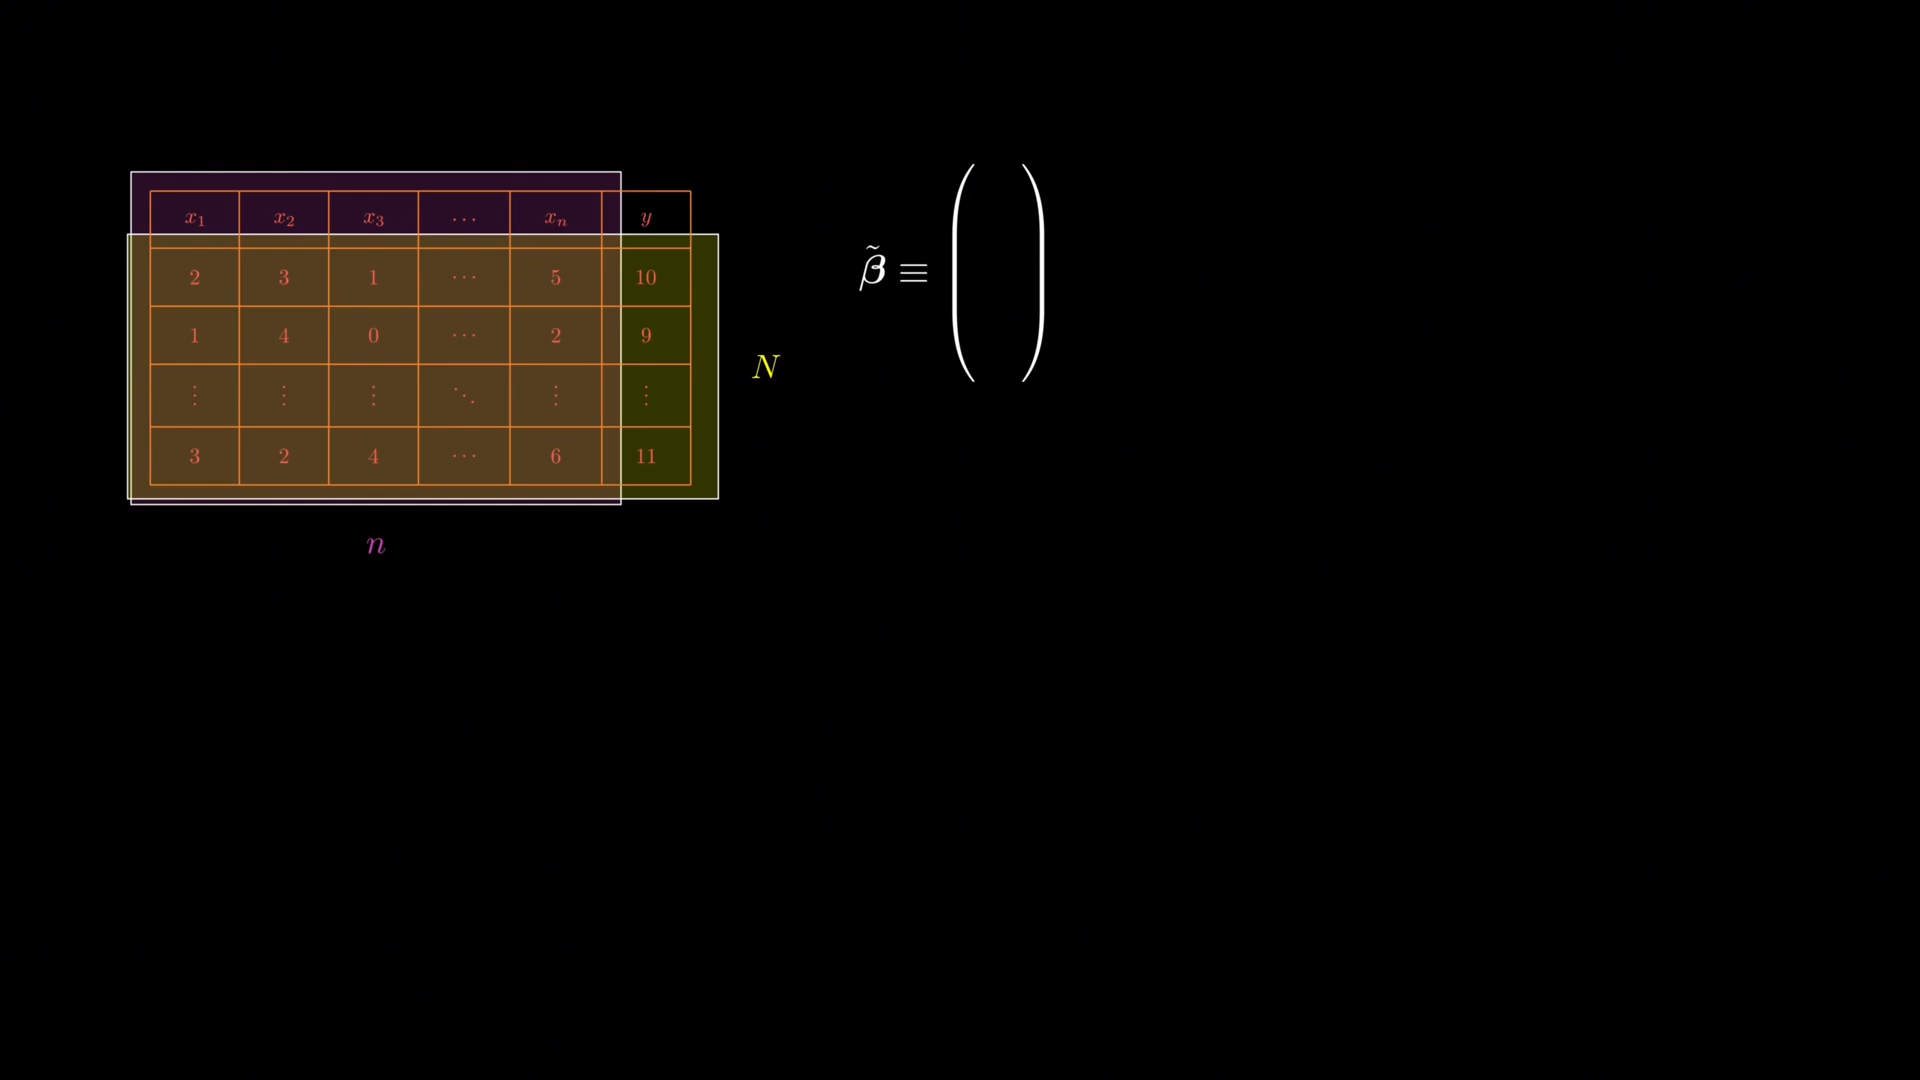 x₁ x₂ x₃ ⋯ xₙ y
2 3 1 ⋯ 5 10
1 4 0 ⋯ 2 9
⋮ ⋮ ⋮ ⋱ ⋮ ⋮
3 2 4 ⋯ 6 11
N
n
β̃ ≡ ( )